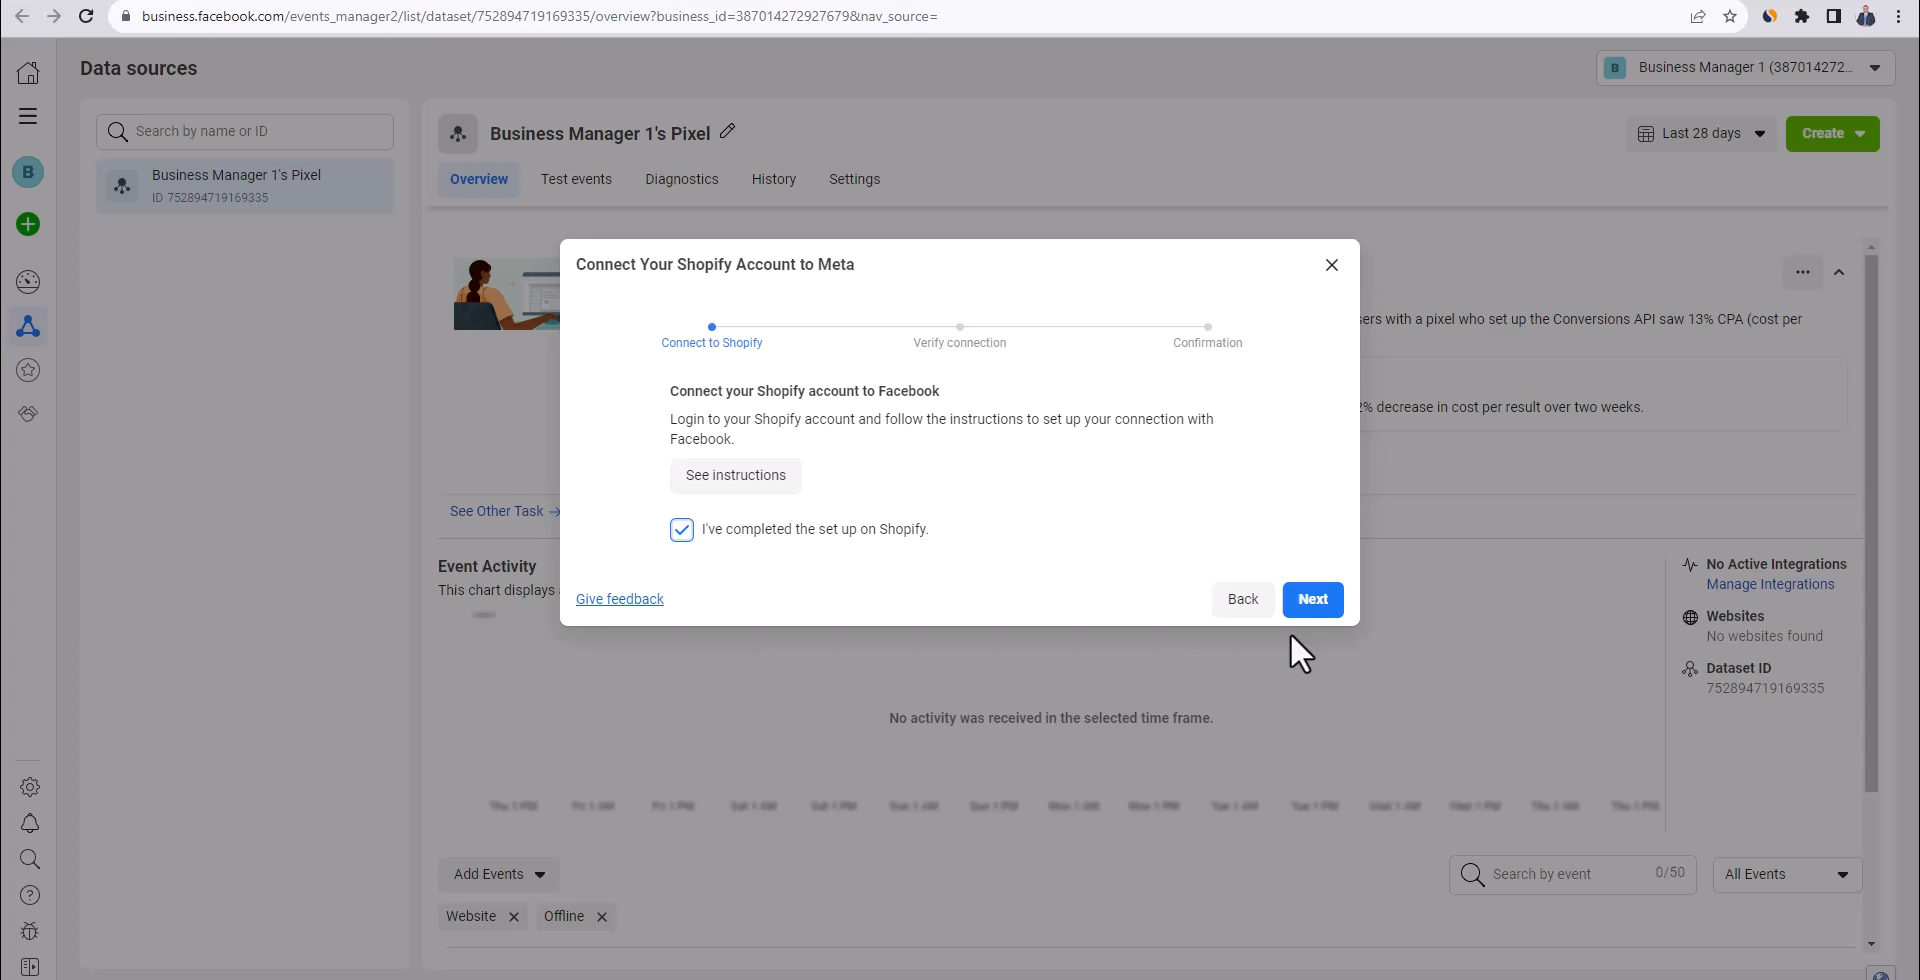 business.facebook.com/events_manager2/list/dataset/752894719169335/overview?business_id=387014272927679&nav_source=
Data sources
B Business Manager 1 (387014272...
Search by name or ID
Business Manager 1's Pixel
ID 752894719169335
B
Business Manager 1's Pixel
Last 28 days
Create
Overview Test events Diagnostics History Settings
Connect Your Shopify Account to Meta
Connect to Shopify Verify connection Confirmation
Connect your Shopify account to Facebook
Login to your Shopify account and follow the instructions to set up your connection with
Facebook.
See instructions
I've completed the set up on Shopify.
Give feedback
Back
Next
sers with a pixel who set up the Conversions API saw 13% CPA (cost per
% decrease in cost per result over two weeks.
See Other Task
Event Activity
This chart displays
No activity was received in the selected time frame.
No Active Integrations
Manage Integrations
Websites
No websites found
Dataset ID
752894719169335
Add Events
Search by event 0/50
All Events
Website
Offline